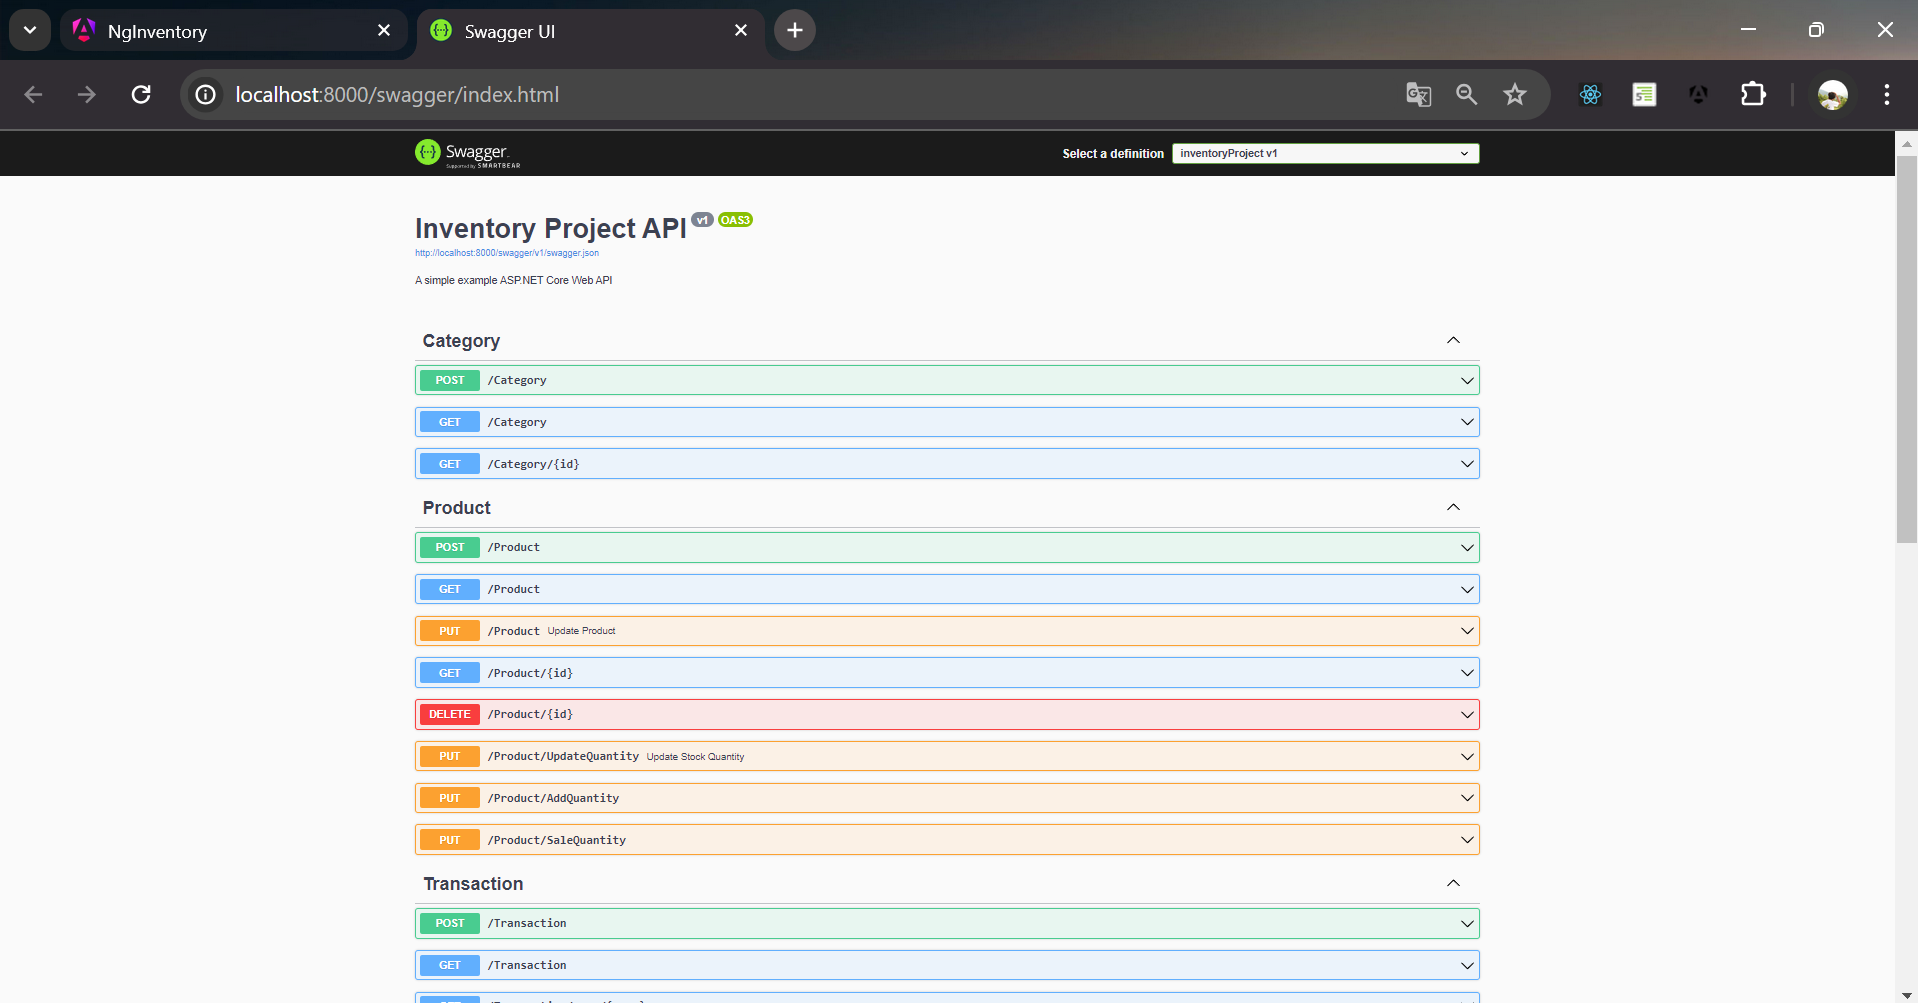 NgInventory
Swagger UI
localhost:8000/swagger/index.html
Swagger
Supported by SMARTBEAR
Select a definition
inventoryProject v1
Inventory Project API v1 OAS3
http://localhost:8000/swagger/v1/swagger.json
A simple example ASP.NET Core Web API
Category
POST /Category
GET /Category
GET /Category/{id}
Product
POST /Product
GET /Product
PUT /Product Update Product
GET /Product/{id}
DELETE /Product/{id}
PUT /Product/UpdateQuantity Update Stock Quantity
PUT /Product/AddQuantity
PUT /Product/SaleQuantity
Transaction
POST /Transaction
GET /Transaction